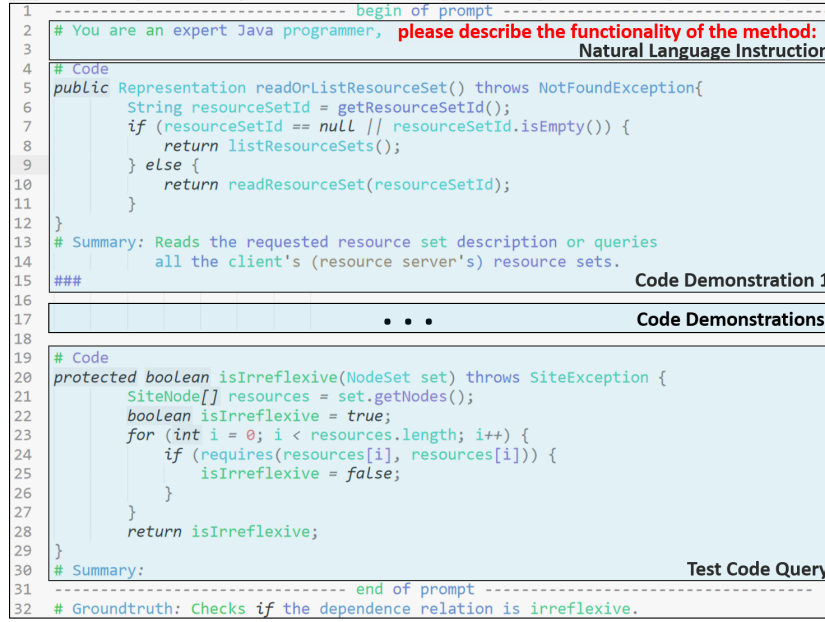 1 ------------------------------ begin of prompt ------------------------------
2 # You are an expert Java programmer, please describe the functionality of the method:
3 Natural Language Instruction
4 # Code
5 public Representation readOrListResourceSet() throws NotFoundException{
6 String resourceSetId = getResourceSetId();
7 if (resourceSetId == null || resourceSetId.isEmpty()) {
8 return listResourceSets();
9 } else {
10 return readResourceSet(resourceSetId);
11 }
12 }
13 # Summary: Reads the requested resource set description or queries
14 all the client's (resource server's) resource sets.
15 ### Code Demonstration 1
16
17 • • • Code Demonstrations
18
19 # Code
20 protected boolean isIrreflexive(NodeSet set) throws SiteException {
21 SiteNode[] resources = set.getNodes();
22 boolean isIrreflexive = true;
23 for (int i = 0; i < resources.length; i++) {
24 if (requires(resources[i], resources[i])) {
25 isIrreflexive = false;
26 }
27 }
28 return isIrreflexive;
29 }
30 # Summary: Test Code Query
31 ------------------------------ end of prompt ------------------------------
32 # Groundtruth: Checks if the dependence relation is irreflexive.